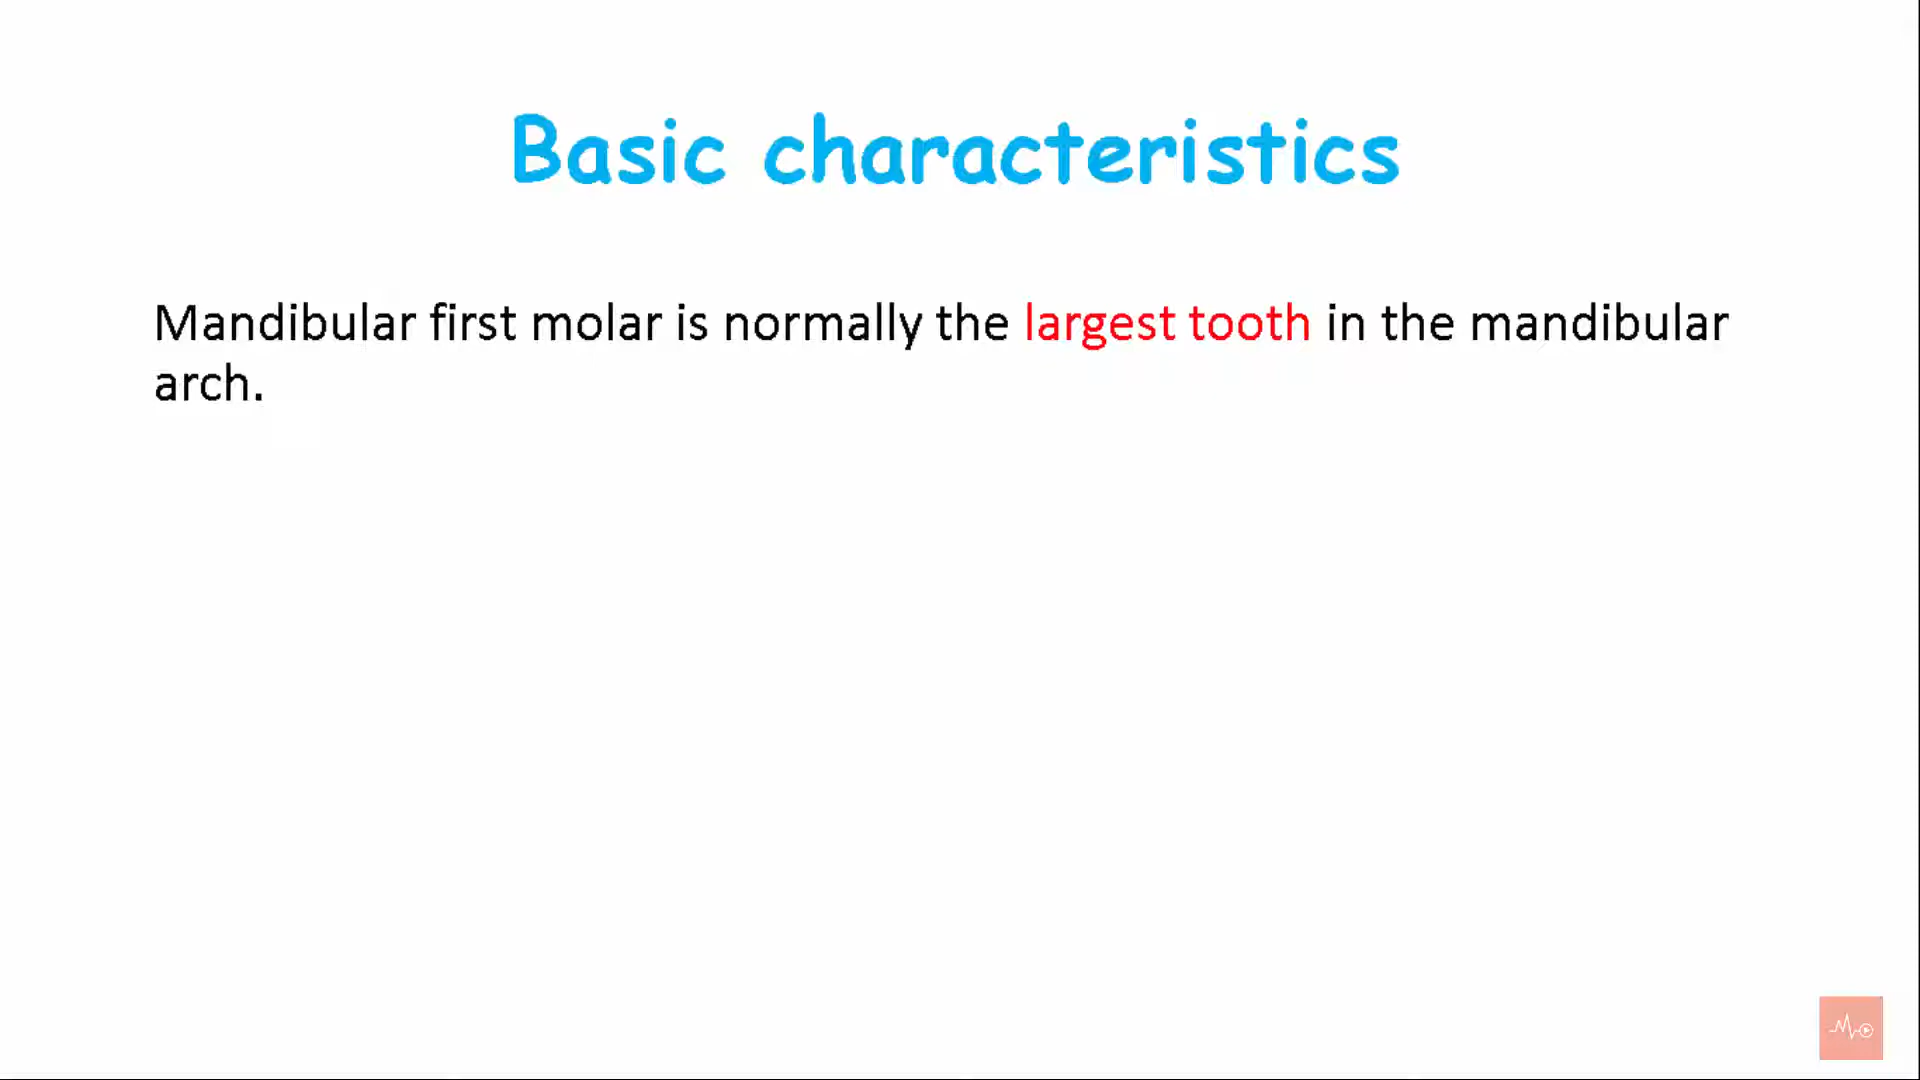 Basic characteristics
Mandibular first molar is normally the largest tooth in the mandibular
arch.